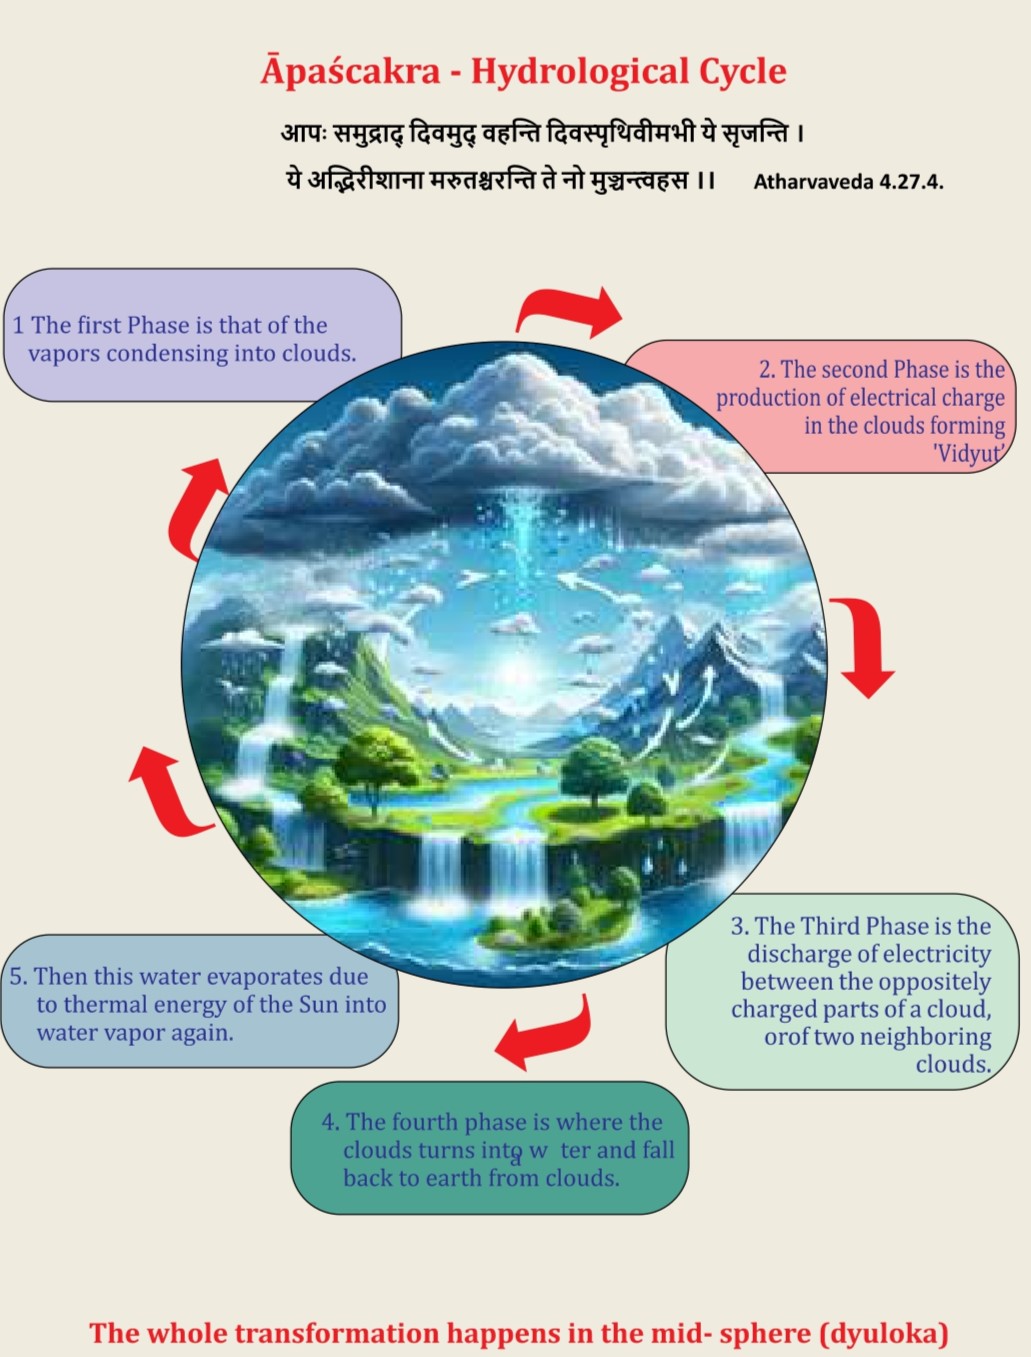 Āpaścakra - Hydrological Cycle
आपः समुद्राद् दिवमुद् वहन्ति दिवस्पृथिवीमभी ये सृजन्ति ।
ये अद्भिरीशाना मरुतश्चरन्ति ते नो मुञ्चन्त्वहस ।। Atharvaveda 4.27.4.
1 The first Phase is that of the
vapors condensing into clouds.
2. The second Phase is the
production of electrical charge
in the clouds forming
'Vidyut'
3. The Third Phase is the
discharge of electricity
between the oppositely
charged parts of a cloud,
orof two neighboring
clouds.
4. The fourth phase is where the
clouds turns into w ter and fall
a
back to earth from clouds.
5. Then this water evaporates due
to thermal energy of the Sun into
water vapor again.
The whole transformation happens in the mid- sphere (dyuloka)